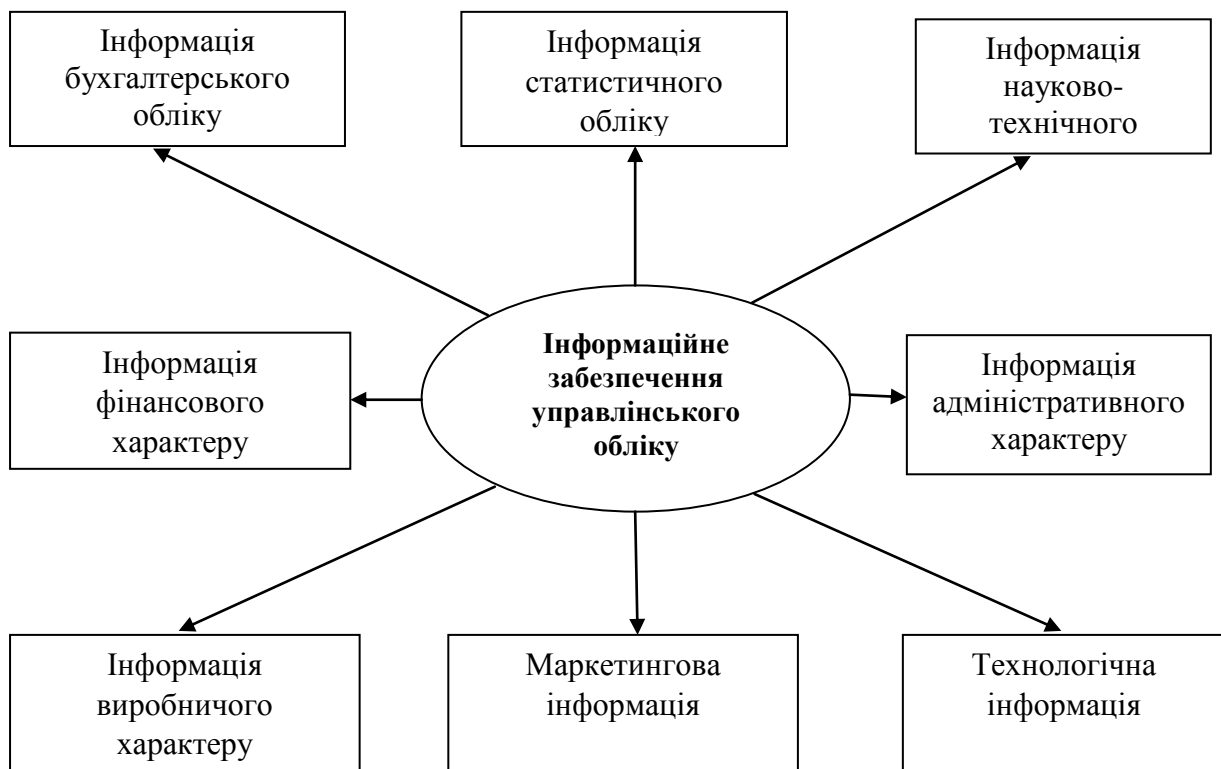 Інформація
бухгалтерського
обліку
Інформація
статистичного
обліку
Інформація
науково-
технічного
Інформація
фінансового
характеру
Інформаційне
забезпечення
управлінського
обліку
Інформація
адміністративного
характеру
Інформація
виробничого
характеру
Маркетингова
інформація
Технологічна
інформація